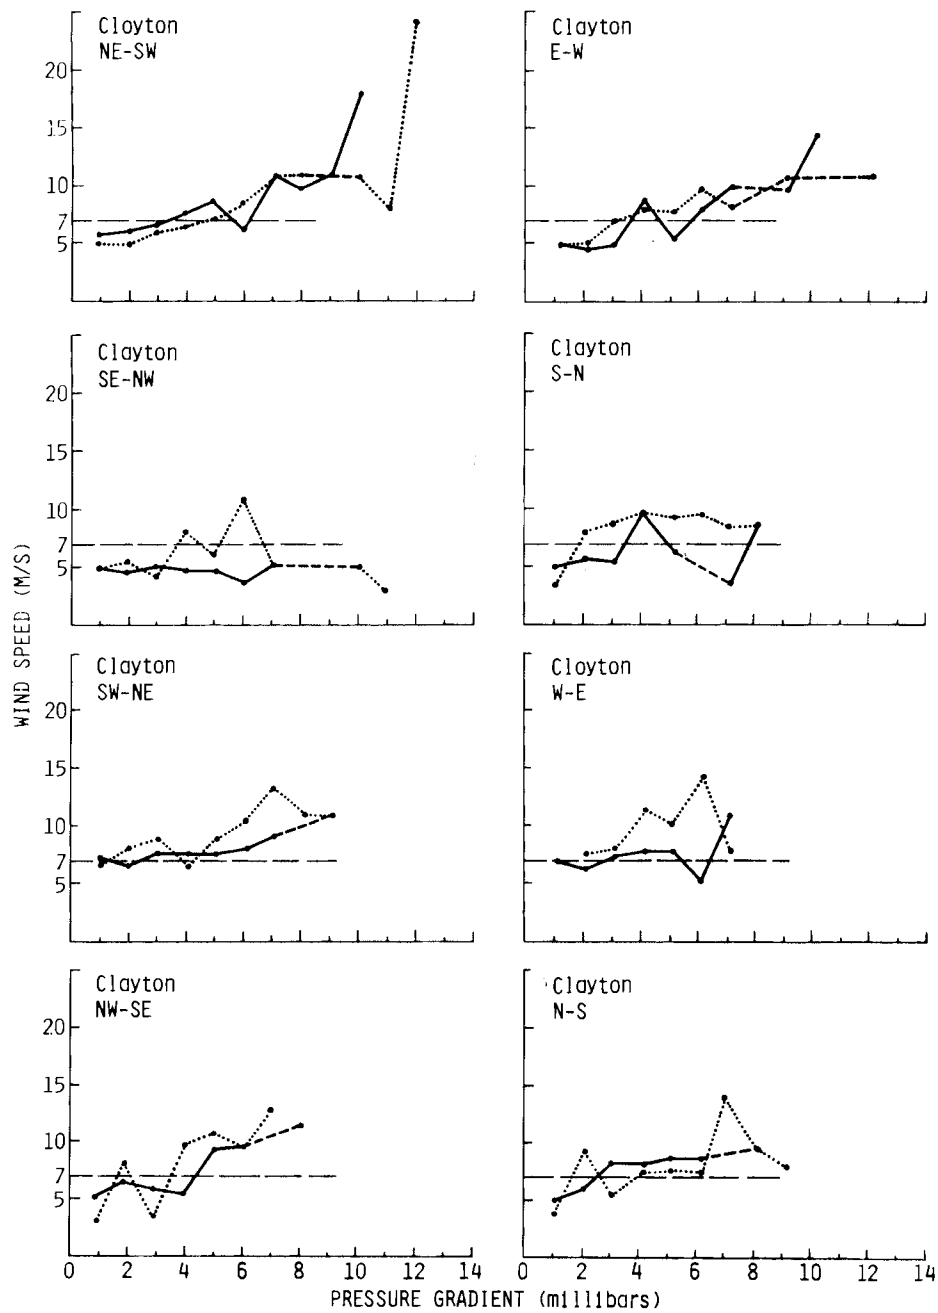 Cloyton
NE-SW
20
15
10
7
5
Clayton
E-W
Clayton
SE-NW
20
15
10
7
5
Clayton
S-N
WIND SPEED (M/S)
Clayton
SW-NE
20
15
10
7
5
Cloyton
W-E
Clayton
NW-SE
20
15
10
7
5
0 2 4 6 8 10 12 14
Clayton
N-S
0 2 4 6 8 10 12 14
PRESSURE GRADIENT (millibars)